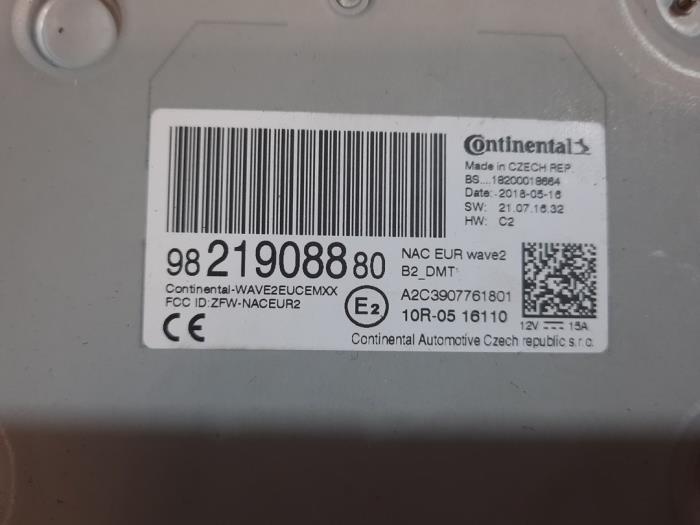 Continental
Made in CZECH REP.
BS....18200018664
Date: 2018-05-16
SW: 21.07.16.32
HW: C2
98 219088 80
NAC EUR wave2
B2_DMT
Continental-WAVE2EUCEMXX
FCC ID:ZFW-NACEUR2
CE
E2
A2C3907761801
10R-05 16110
12V 15A
Continental Automotive Czech republic s.r.o.